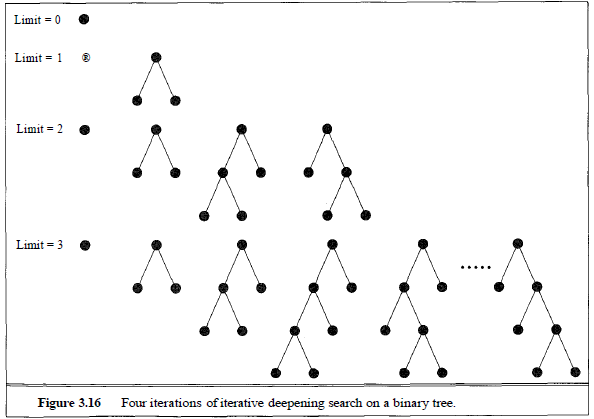 Limit = 0
Limit = 1 ®
Limit = 2
Limit = 3
.....
Figure 3.16 Four iterations of iterative deepening search on a binary tree.